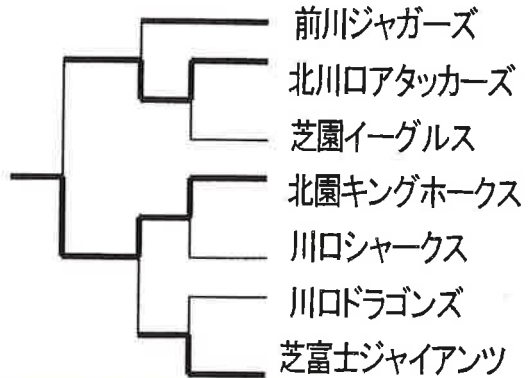 前川ジャガーズ
北川口アタッカーズ
芝園イーグルス
北園キングホークス
川口シャークス
川口ドラゴンズ
芝富士ジャイアンツ